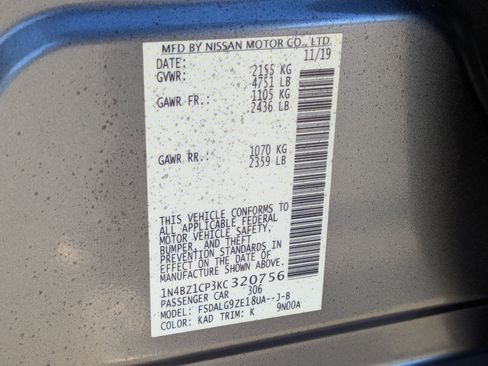 MFD BY NISSAN MOTOR CO., LTD.
DATE: 11/19
GVWR: 2155 KG
4751 LB
GAWR FR.: 1105 KG
2436 LB
GAWR RR.: 1070 KG
2359 LB
THIS VEHICLE CONFORMS TO
ALL APPLICABLE FEDERAL
MOTOR VEHICLE SAFETY,
BUMPER, AND THEFT
PREVENTION STANDARDS IN
EFFECT ON THE DATE OF
MANUFACTURE SHOWN ABOVE.
1N4BZ1CP3KC320756
PASSENGER CAR 306
MODEL: FSDALG9ZE18UA--J-B
COLOR: KAD TRIM: K 9N00A